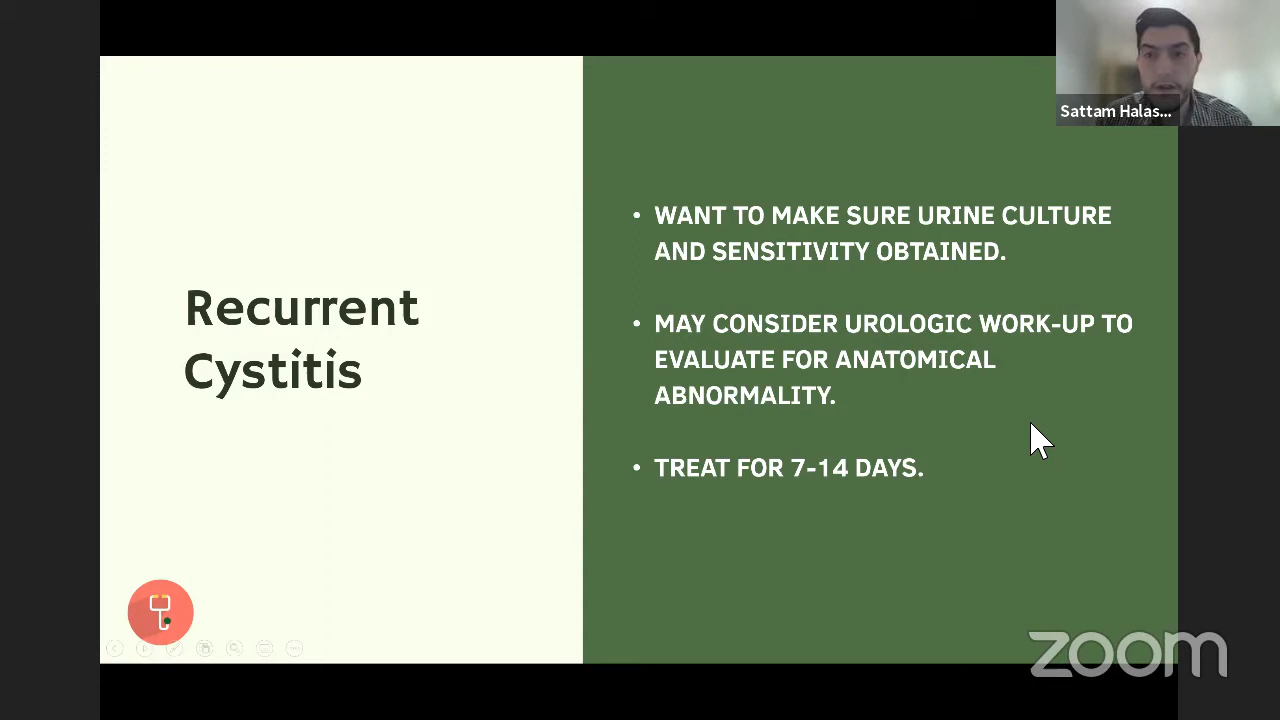 Sattam Halas...
Recurrent
Cystitis
• WANT TO MAKE SURE URINE CULTURE
AND SENSITIVITY OBTAINED.
• MAY CONSIDER UROLOGIC WORK-UP TO
EVALUATE FOR ANATOMICAL
ABNORMALITY.
• TREAT FOR 7-14 DAYS.
zoom